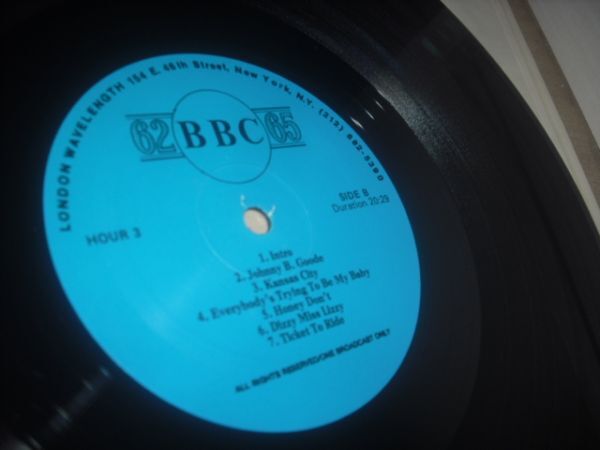 LONDON WAVELENGTH 154 E. 46th Street, New York, N.Y. (212)
62 BBC 65
HOUR 3
SIDE B
Duration 20:29
1. Intro
2. Johnny B. Goode
3. Kansas City
4. Everybody's Trying To Be My Baby
5. Honey Don't
6. Dizzy Miss Lizzy
7. Ticket To Ride
ALL RIGHTS RESERVED/ONE BROADCAST ONLY